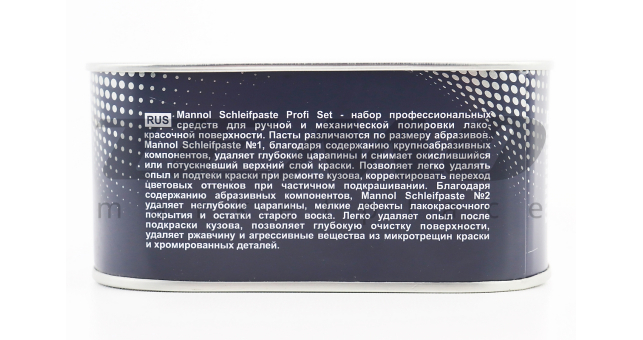 RUS Mannol Schleifpaste Profi Set - набор профессиональных
средств для ручной и механической полировки лако-
красочной поверхности. Пасты различаются по размеру абразивов.
Mannol Schleifpaste №1, благодаря содержанию крупноабразивных
компонентов, удаляет глубокие царапины и снимает окислившийся
или потускневший верхний слой краски. Позволяет легко удалять
опыл и подтеки краски при ремонте кузова, корректировать переход
цветовых оттенков при частичном подкрашивании. Благодаря
содержанию абразивных компонентов, Mannol Schleifpaste №2
удаляет неглубокие царапины, мелкие дефекты лакокрасочного
покрытия и остатки старого воска. Легко удаляет опыл после
подкраски кузова, позволяет глубокую очистку поверхности,
удаляет ржавчину и агрессивные вещества из микротрещин краски
и хромированных деталей.